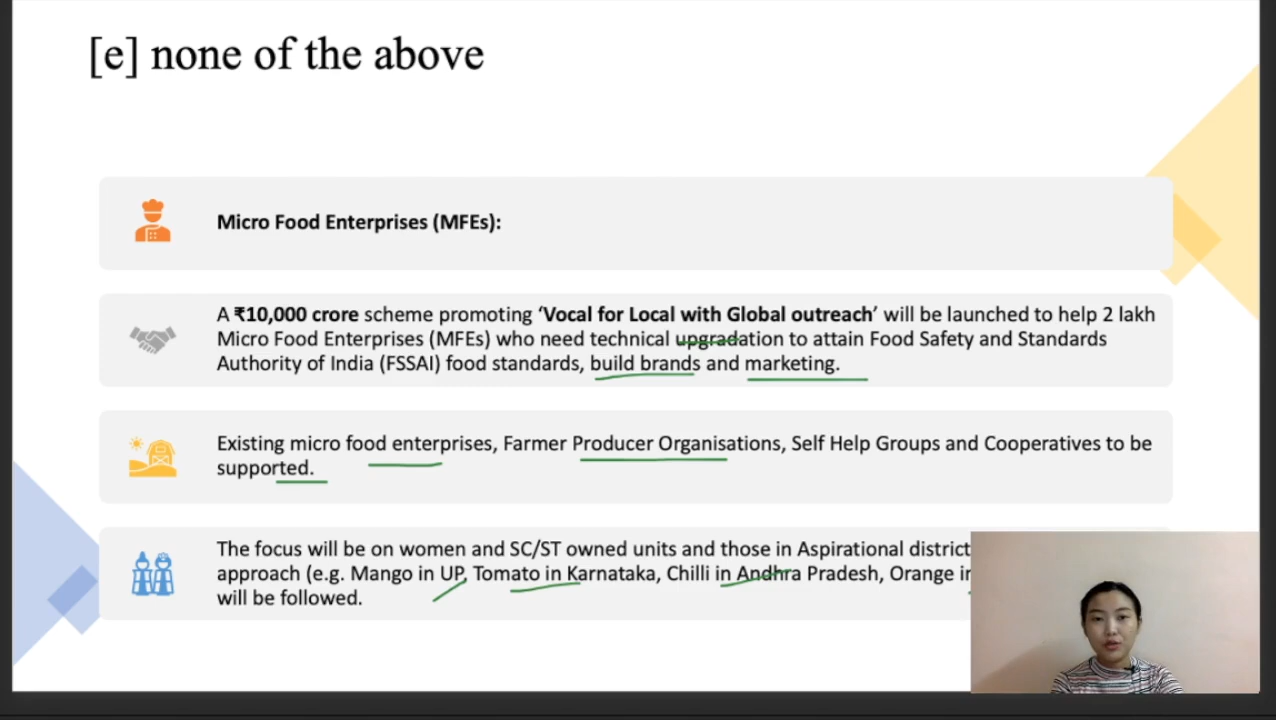 [e] none of the above
Micro Food Enterprises (MFEs):
A ₹10,000 crore scheme promoting ‘Vocal for Local with Global outreach’ will be launched to help 2 lakh
Micro Food Enterprises (MFEs) who need technical upgradation to attain Food Safety and Standards
Authority of India (FSSAI) food standards, build brands and marketing.
Existing micro food enterprises, Farmer Producer Organisations, Self Help Groups and Cooperatives to be
supported.
The focus will be on women and SC/ST owned units and those in Aspirational district
approach (e.g. Mango in UP, Tomato in Karnataka, Chilli in Andhra Pradesh, Orange
will be followed.